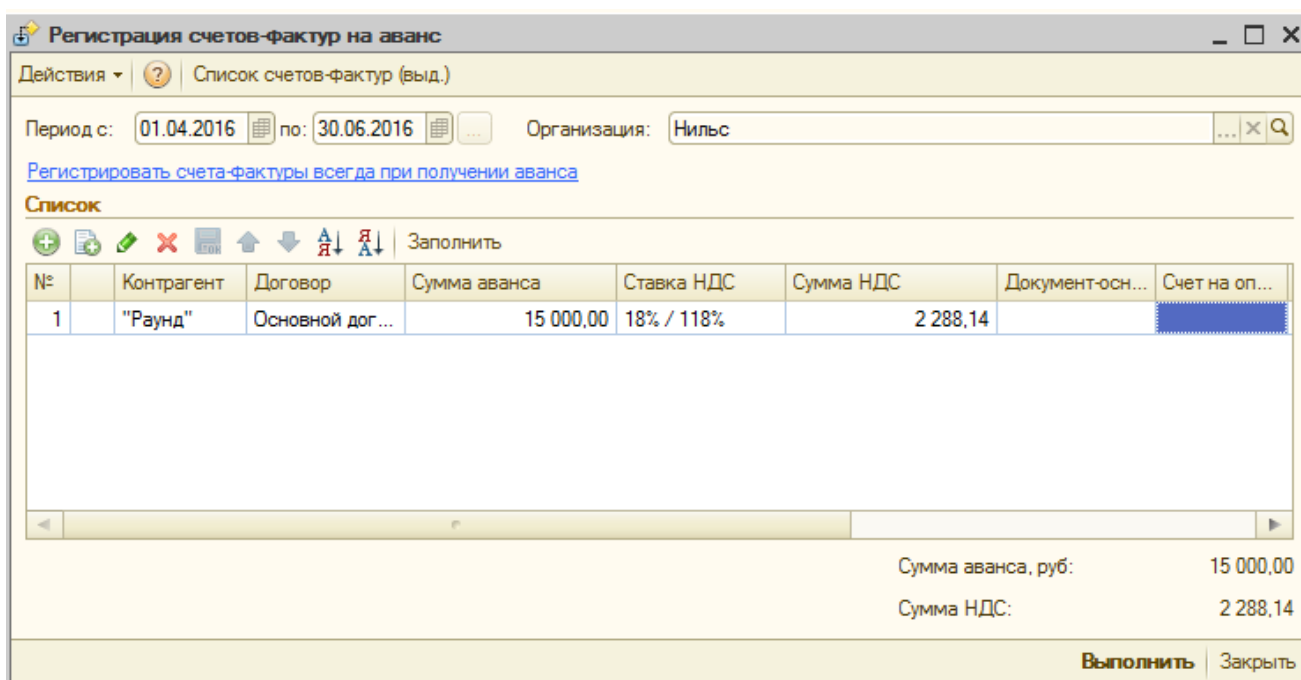 Регистрация счетов-фактур на аванс
Действия Список счетов-фактур (выд.)
Период с: 01.04.2016 по: 30.06.2016 ... Организация: Нильс ...
Регистрировать счета-фактуры всегда при получении аванса
Список
Заполнить
№ Контрагент Договор Сумма аванса Ставка НДС Сумма НДС Документ-осн... Счет на оп...
1 "Раунд" Основной дог... 15 000,00 18% / 118% 2 288,14
Сумма аванса, руб: 15 000,00
Сумма НДС: 2 288,14
Выполнить Закрыть